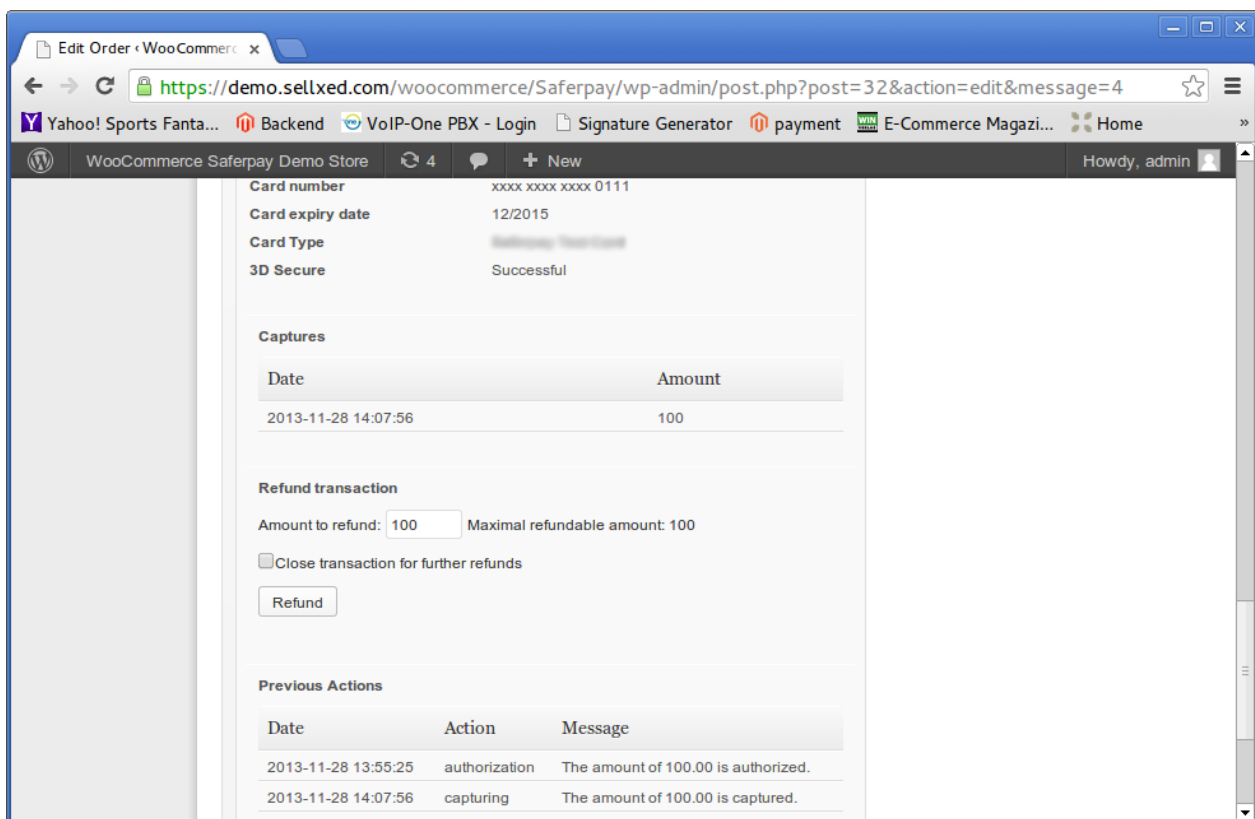 Edit Order ‹ WooCommerc
https://demo.sellxed.com/woocommerce/Saferpay/wp-admin/post.php?post=32&action=edit&message=4
Yahoo! Sports Fanta... Backend VoIP-One PBX - Login Signature Generator payment E-Commerce Magazi... Home »
WooCommerce Saferpay Demo Store 4 + New Howdy, admin
Card number xxxx xxxx xxxx 0111
Card expiry date 12/2015
Card Type
3D Secure Successful
Captures
Date Amount
2013-11-28 14:07:56 100
Refund transaction
Amount to refund: 100 Maximal refundable amount: 100
Close transaction for further refunds
Refund
Previous Actions
Date Action Message
2013-11-28 13:55:25 authorization The amount of 100.00 is authorized.
2013-11-28 14:07:56 capturing The amount of 100.00 is captured.